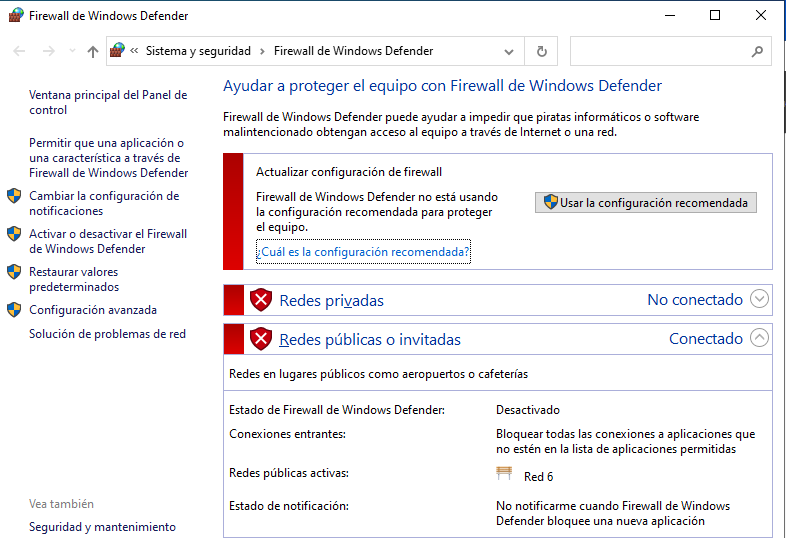 Firewall de Windows Defender
Sistema y seguridad
Firewall de Windows Defender
Ventana principal del Panel de
control
Permitir que una aplicación o
una característica a través de
Firewall de Windows Defender
Cambiar la configuración de
notificaciones
Activar o desactivar el Firewall
de Windows Defender
Restaurar valores
predeterminados
Configuración avanzada
Solución de problemas de red
Vea también
Seguridad y mantenimiento
Ayudar a proteger el equipo con Firewall de Windows Defender
Firewall de Windows Defender puede ayudar a impedir que piratas informáticos o software
malintencionado obtengan acceso al equipo a través de Internet o una red.
Actualizar configuración de firewall
Firewall de Windows Defender no está usando
la configuración recomendada para proteger
el equipo.
Usar la configuración recomendada
¿Cuál es la configuración recomendada?
Redes privadas No conectado
Redes públicas o invitadas Conectado
Redes en lugares públicos como aeropuertos o cafeterías
Estado de Firewall de Windows Defender: Desactivado
Conexiones entrantes: Bloquear todas las conexiones a aplicaciones que
no estén en la lista de aplicaciones permitidas
Redes públicas activas: Red 6
Estado de notificación: No notificarme cuando Firewall de Windows
Defender bloquee una nueva aplicación